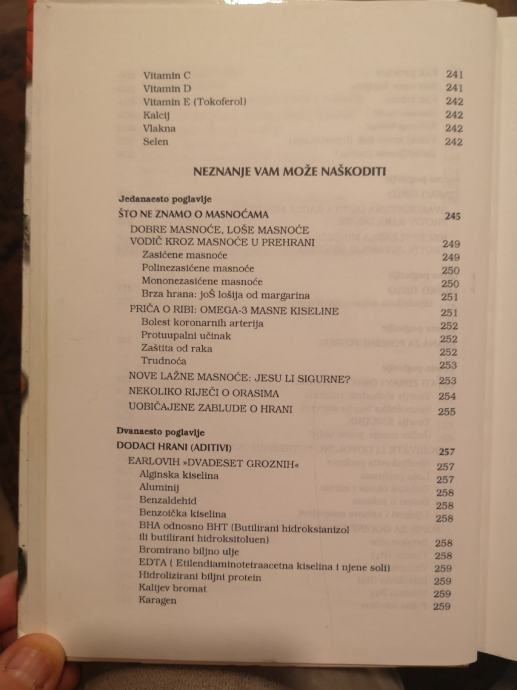 Vitamin C 241
Vitamin D 241
Vitamin E (Tokoferol) 242
Kalcij 242
Vlakna 242
Selen 242
NEZNANJE VAM MOŽE NAŠKODITI
Jedanaesto poglavlje
ŠTO NE ZNAMO O MASNOĆAMA 245
DOBRE MASNOĆE, LOŠE MASNOĆE
VODIČ KROZ MASNOĆE U PREHRANI 249
Zasićene masnoće 249
Polinezasićene masnoće 250
Mononezasićene masnoće 250
Brza hrana: joŠ lošija od margarina 251
PRIČA O RIBI: OMEGA-3 MASNE KISELINE 251
Bolest koronarnih arterija 252
Protuupalni učinak 252
Zaštita od raka 252
Trudnoća 253
NOVE LAŽNE MASNOĆE: JESU LI SIGURNE? 253
NEKOLIKO RIJEČI O ORASIMA 254
UOBIČAJENE ZABLUDE O HRANI 255
Dvanaesto poglavlje
DODACI HRANI (ADITIVI) 257
EARLOVIH »DVADESET GROZNIH« 257
Alginska kiselina 257
Aluminij 258
Benzaldehid 258
Benzoička kiselina 258
BHA odnosno BHT (Butilirani hidroksianizol
ili butilirani hidroksitoluen) 258
Bromirano biljno ulje 258
EDTA ( Etilendiaminotetraacetna kiselina i njene soli) 259
Hidrolizirani biljni protein 259
Kalijev bromat 259
Karagen 259